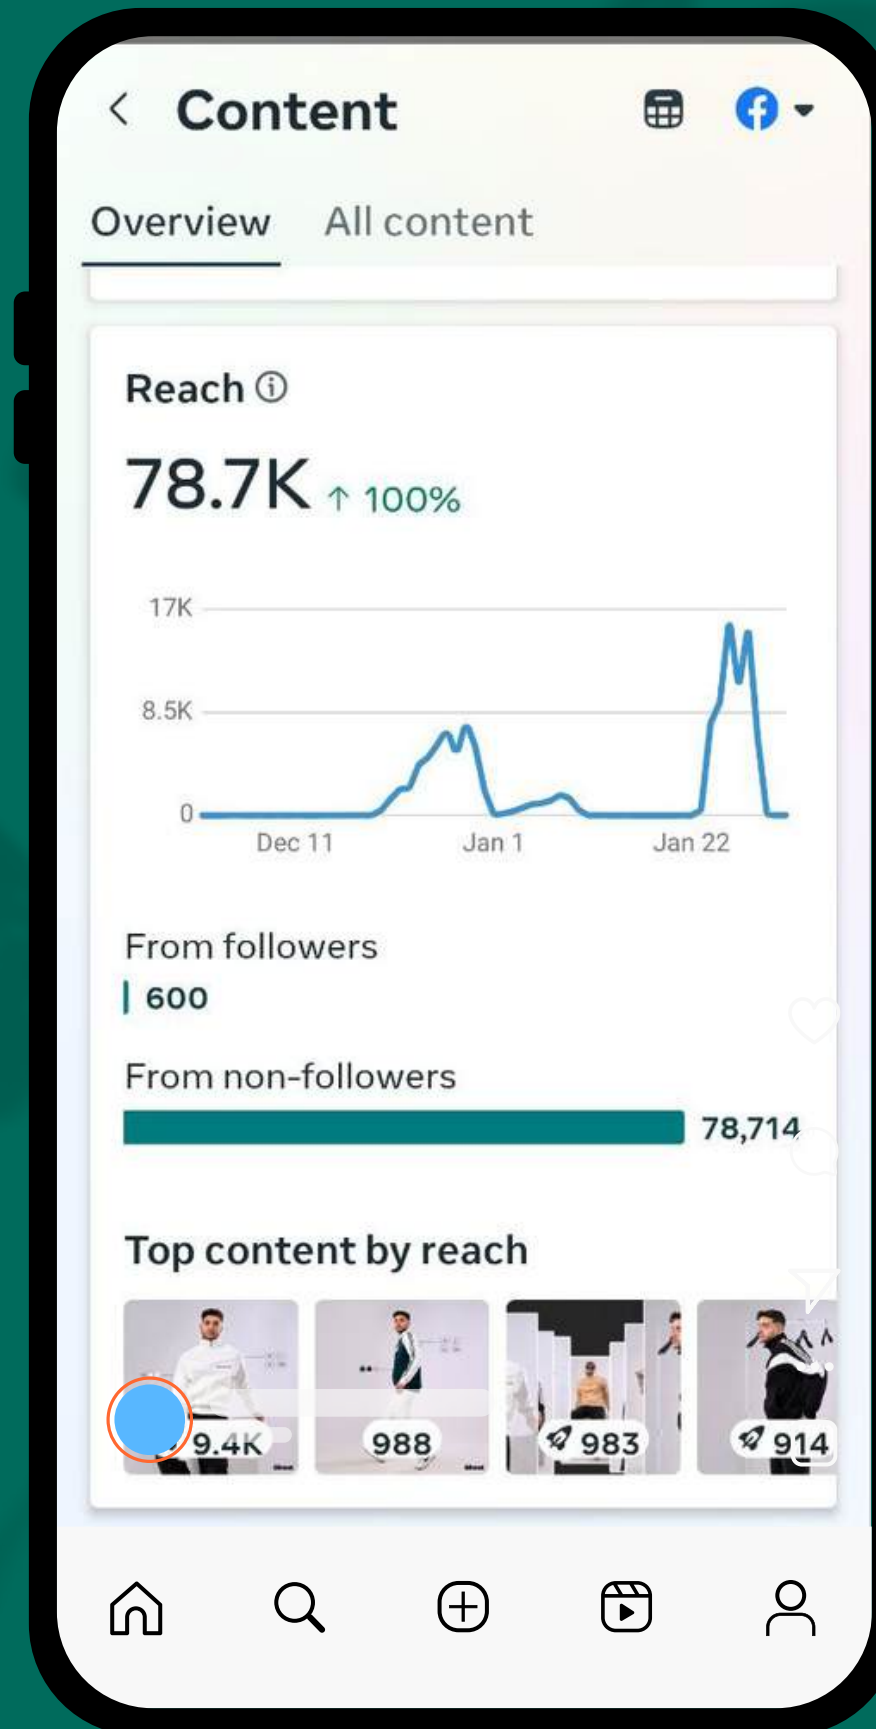 Content
Overview All content
Reach
78.7K ↑ 100%
17K
8.5K
0
Dec 11 Jan 1 Jan 22
From followers
600
From non-followers
78,714
Top content by reach
9.4K 988 983 914